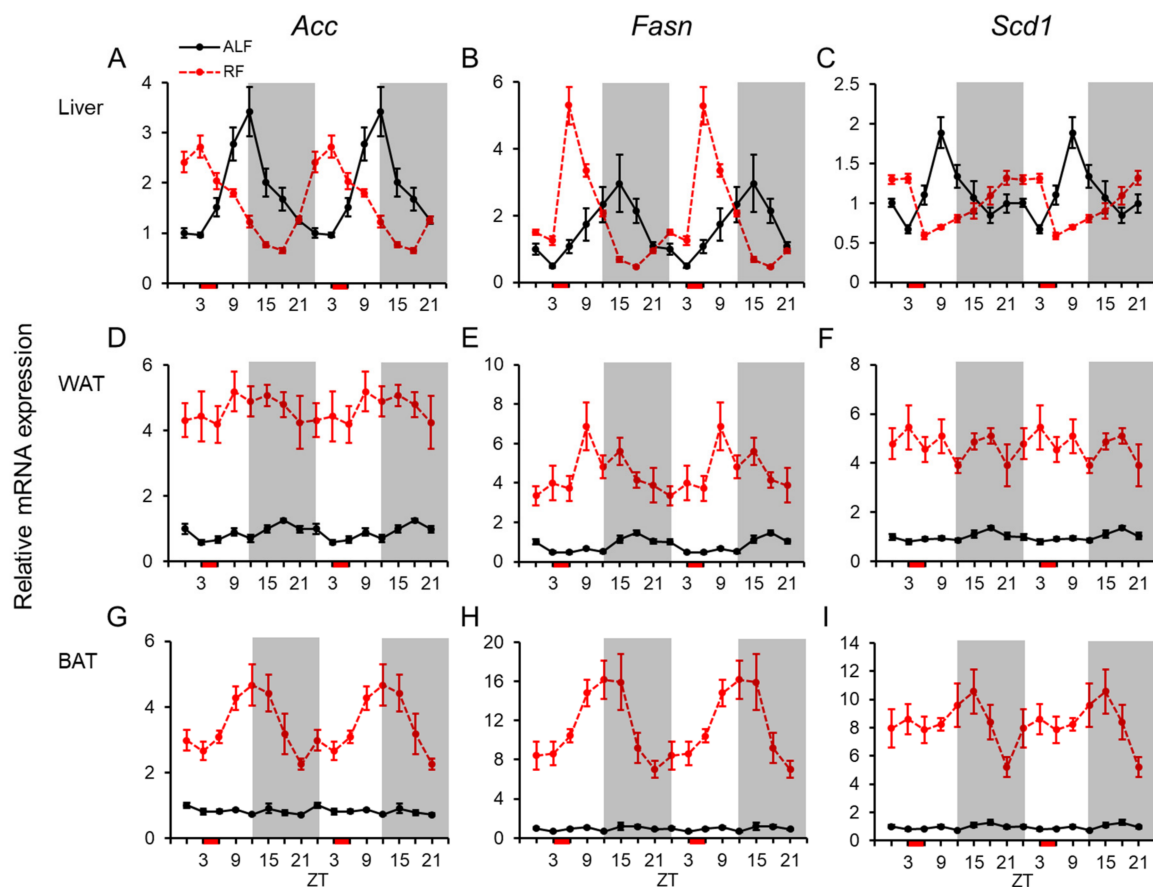 Acc Fasn Scd1
ALF
RF
A B C
Liver
4 6 2.5
3 2
4 1.5
2
2 1
1 0.5
0 0 0
3 9 15 21 3 9 15 21 3 9 15 21 3 9 15 21 3 9 15 21 3 9 15 21
D E F
WAT
6 10 8
8 6
4 6
4
2 4
2 2
0 0 0
3 9 15 21 3 9 15 21 3 9 15 21 3 9 15 21 3 9 15 21 3 9 15 21
Relative mRNA expression
G H I
BAT
6 20 14
16 12
4 10
12 8
8 6
2 4
4 2
0 0 0
3 9 15 21 3 9 15 21 3 9 15 21 3 9 15 21 3 9 15 21 3 9 15 21
ZT ZT ZT